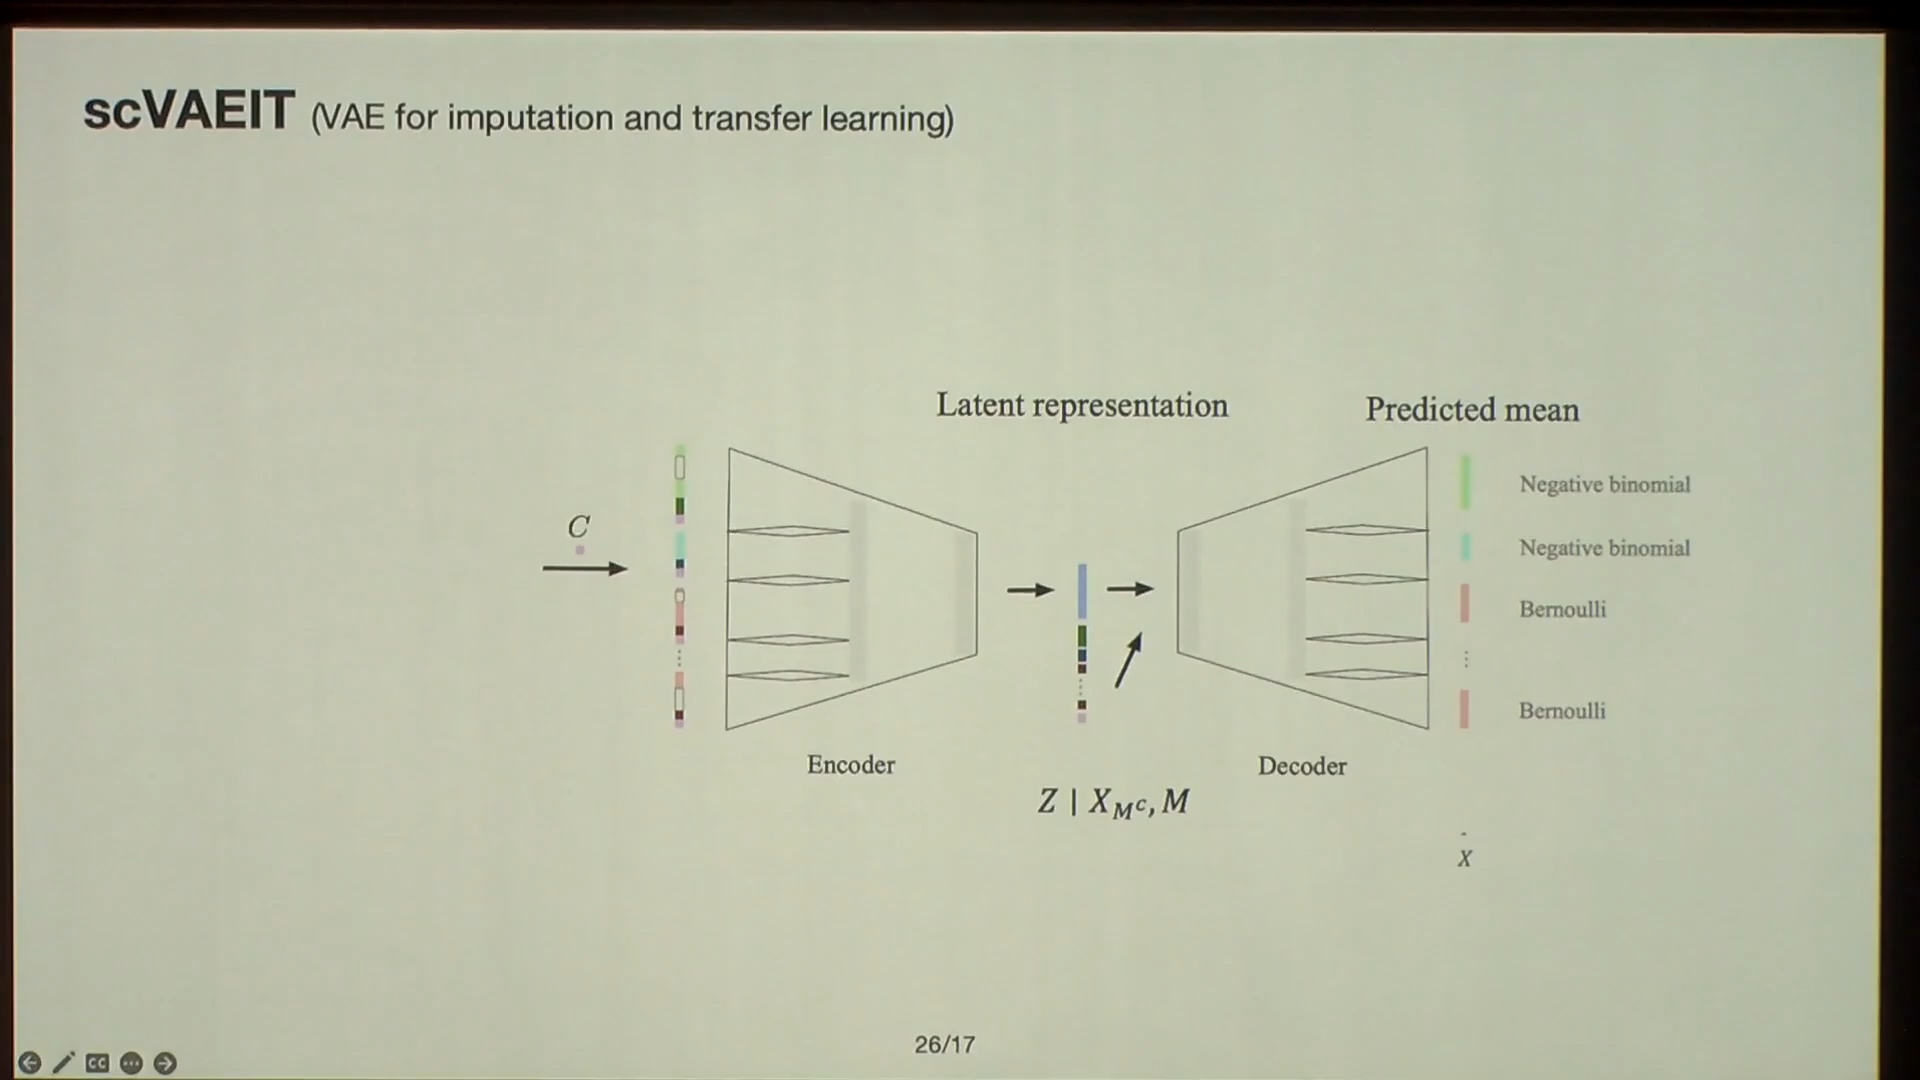 scVAEIT (VAE for imputation and transfer learning)
Latent representation
Predicted mean
C
Negative binomial
Negative binomial
Bernoulli
Bernoulli
Encoder
Decoder
Z | X_{M^c}, M
X
26/17
CC